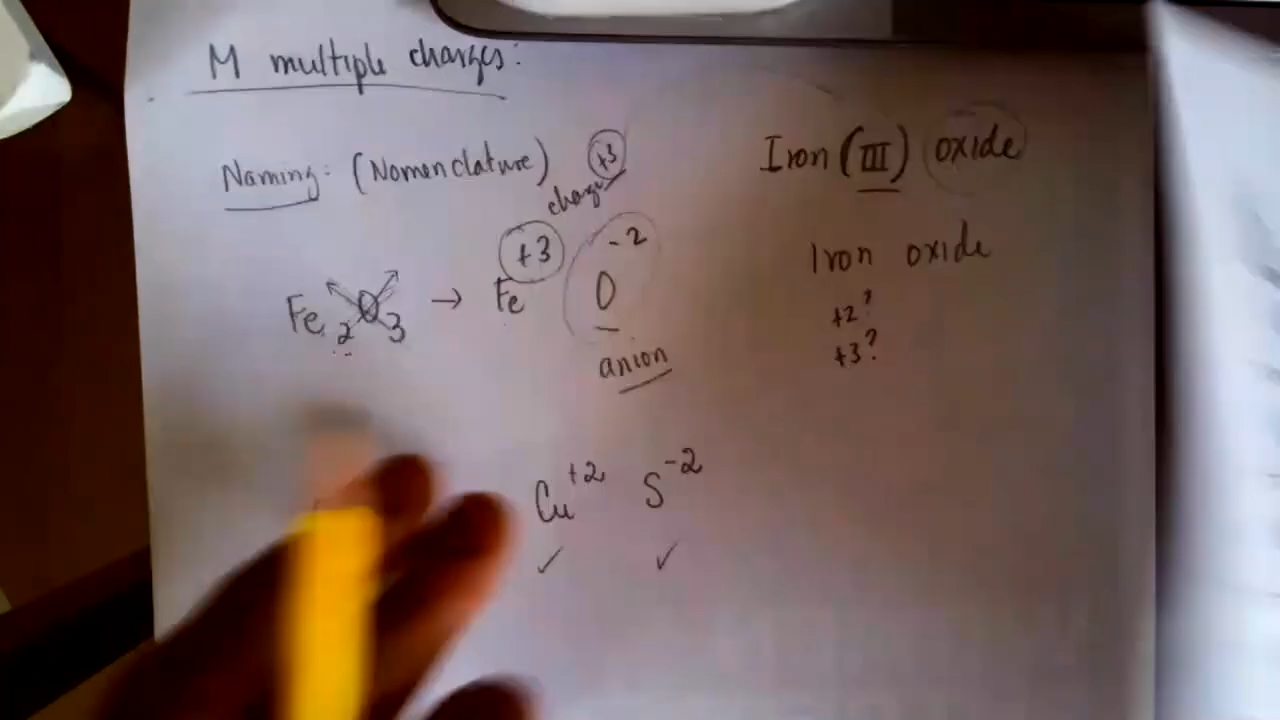 M multiple charges:
Naming: (Nomenclature)
+3
charge
Fe2O3 → Fe+3 O-2
anion
Iron (III) oxide
Iron oxide
+2?
+3?
Cu+2 S-2
✓ ✓